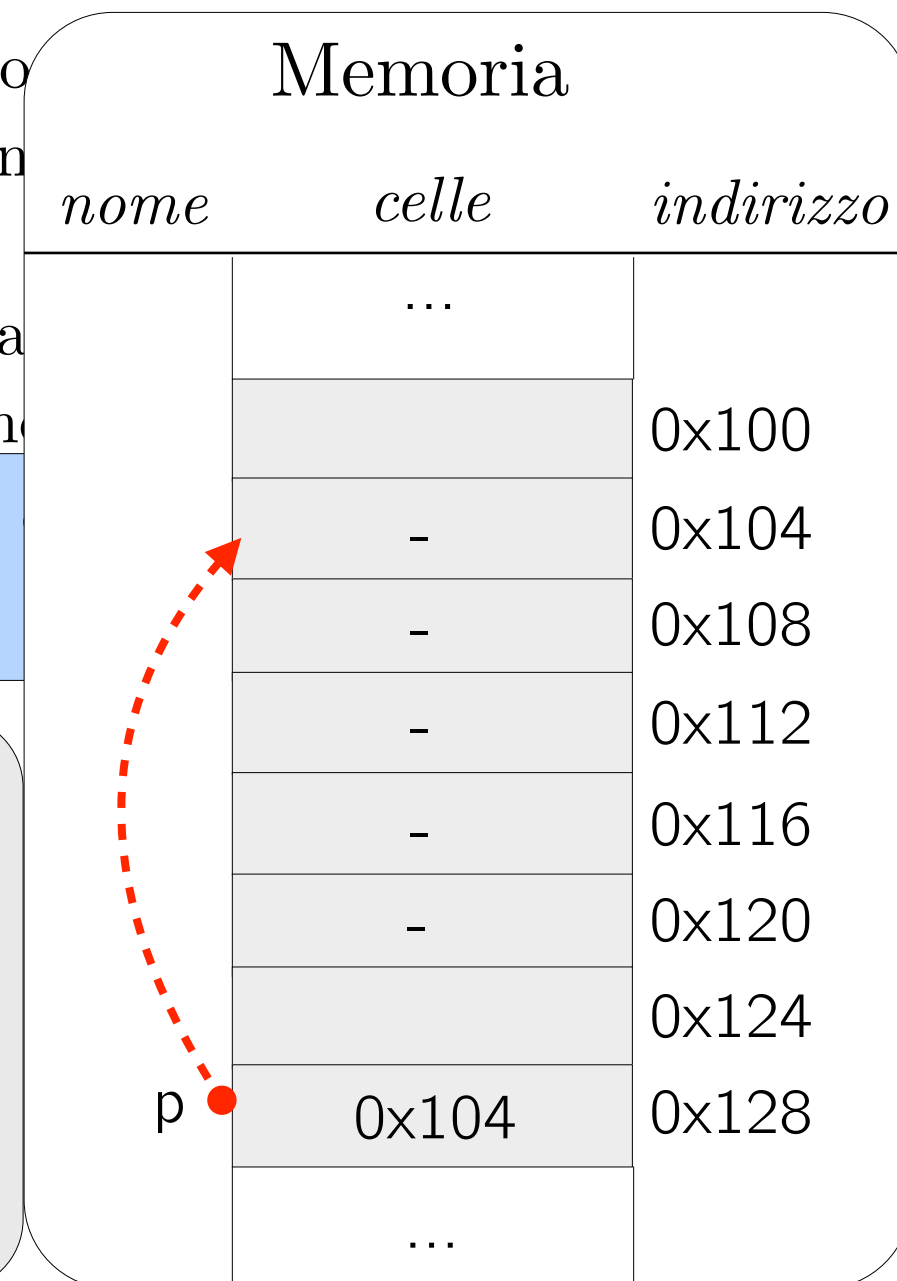 Memoria
nome celle indirizzo
...
0x100
- 0x104
- 0x108
- 0x112
- 0x116
- 0x120
0x124
p 0x104 0x128
...